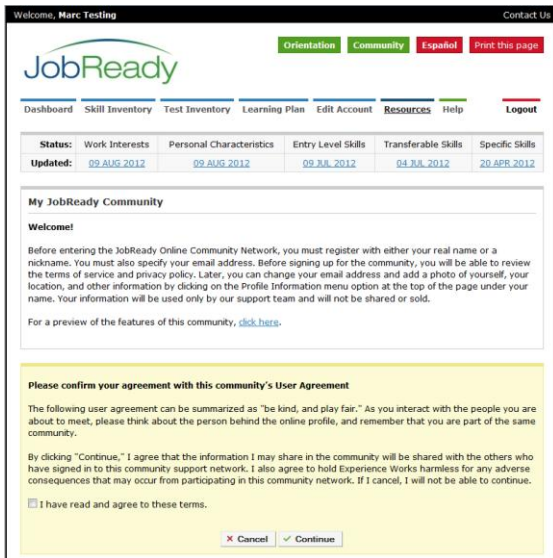 Welcome, Marc Testing Contact Us
JobReady
Orientation Community Español Print this page
Dashboard Skill Inventory Test Inventory Learning Plan Edit Account Resources Help Logout
Status: Work Interests Personal Characteristics Entry Level Skills Transferable Skills Specific Skills
Updated: 09 AUG 2012 09 AUG 2012 09 JUL 2012 04 JUL 2012 20 APR 2012
My JobReady Community
Welcome!
Before entering the JobReady Online Community Network, you must register with either your real name or a
nickname. You must also specify your email address. Before signing up for the community, you will be able to review
the terms of service and privacy policy. Later, you can change your email address and add a photo of yourself, your
location, and other information by clicking on the Profile Information menu option at the top of the page under your
name. Your information will be used only by our support team and will not be shared or sold.
For a preview of the features of this community, click here.
Please confirm your agreement with this community's User Agreement
The following user agreement can be summarized as "be kind, and play fair." As you interact with the people you are
about to meet, please think about the person behind the online profile, and remember that you are part of the same
community.
By clicking "Continue," I agree that the information I may share in the community will be shared with the others who
have signed in to this community support network. I also agree to hold Experience Works harmless for any adverse
consequences that may occur from participating in this community network. If I cancel, I will not be able to continue.
I have read and agree to these terms.
Cancel Continue